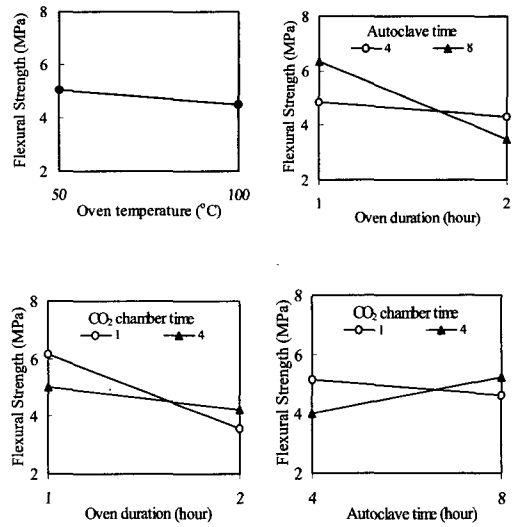 Flexural Strength (MPa)
8
6
4
2
50
100
Oven temperature (°C)
Flexural Strength (MPa)
8
6
4
2
Autoclave time
4
8
1
2
Oven duration (hour)
Flexural Strength (MPa)
8
6
4
2
CO₂ chamber time
1
4
1
2
Oven duration (hour)
Flexural Strength (MPa)
8
6
4
2
CO₂ chamber time
1
4
4
8
Autoclave time (hour)